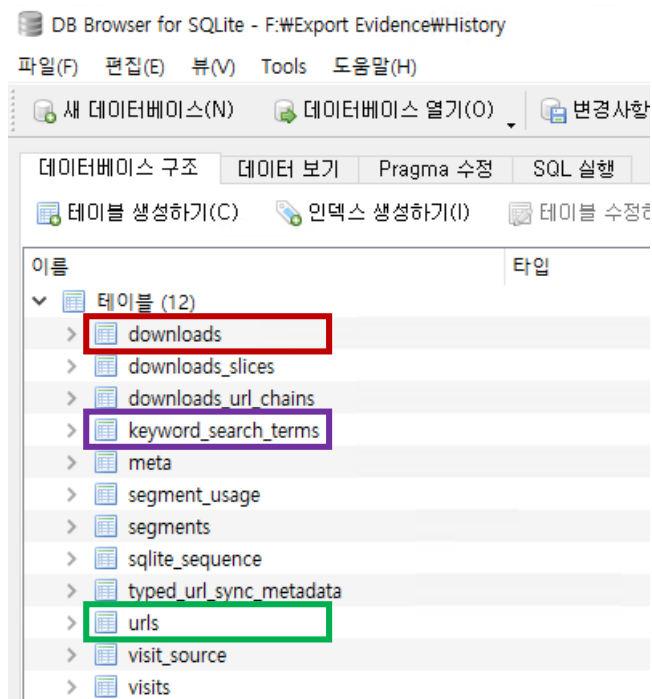 DB Browser for SQLite - F:₩Export Evidence₩History
파일(F) 편집(E) 뷰(V) Tools 도움말(H)
새 데이터베이스(N) 데이터베이스 열기(O) 변경사항
데이터베이스 구조 데이터 보기 Pragma 수정 SQL 실행
테이블 생성하기(C) 인덱스 생성하기(I) 테이블 수정하
이름 타입
테이블 (12)
downloads
downloads_slices
downloads_url_chains
keyword_search_terms
meta
segment_usage
segments
sqlite_sequence
typed_url_sync_metadata
urls
visit_source
visits